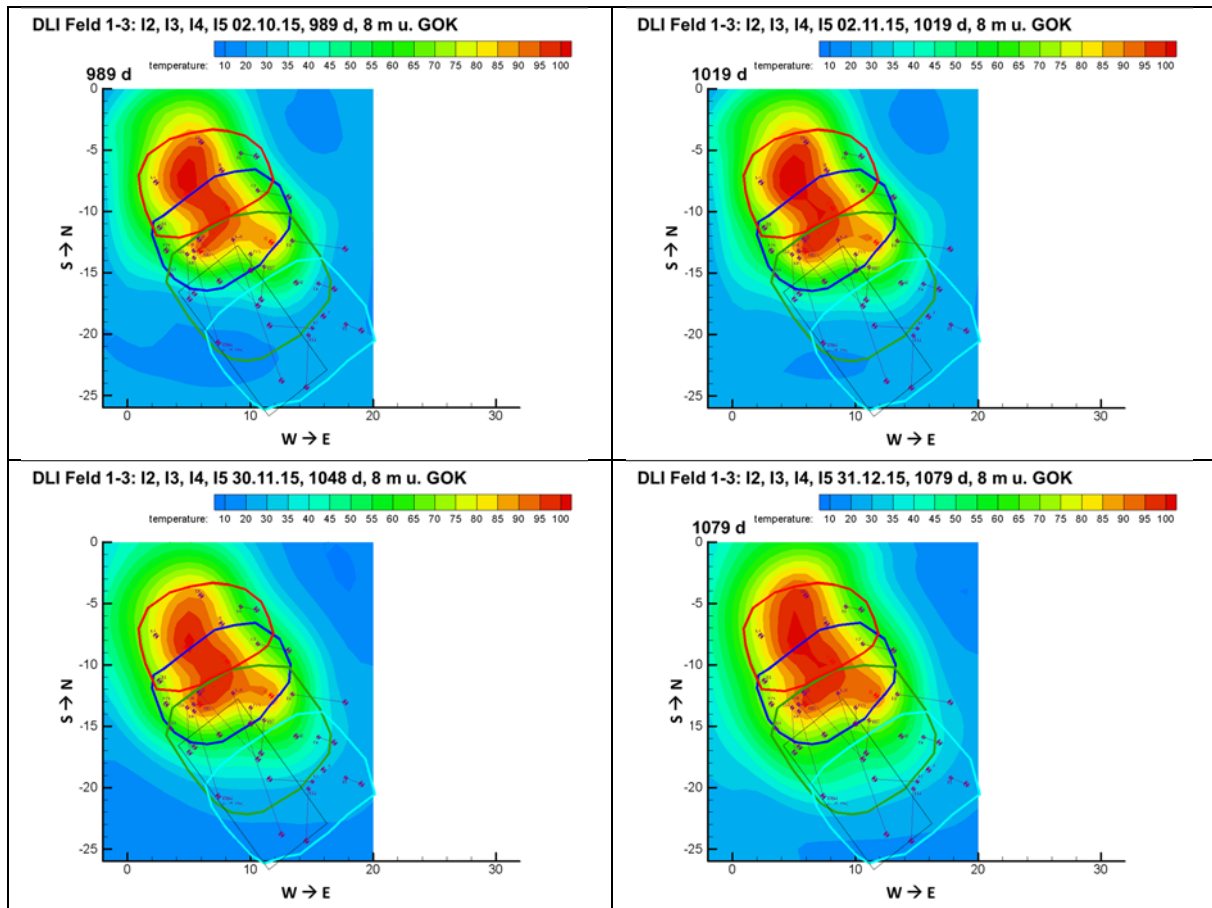 DLI Feld 1-3: I2, I3, I4, I5 02.10.15, 989 d, 8 m u. GOK
temperature: 10 20 30 35 40 45 50 55 60 65 70 75 80 85 90 95 100
989 d
0
-5
-10
-15
-20
-25
S → N
0 10 20 30
W → E
DLI Feld 1-3: I2, I3, I4, I5 02.11.15, 1019 d, 8 m u. GOK
temperature: 10 20 30 35 40 45 50 55 60 65 70 75 80 85 90 95 100
1019 d
0
-5
-10
-15
-20
-25
S → N
0 10 20 30
W → E
DLI Feld 1-3: I2, I3, I4, I5 30.11.15, 1048 d, 8 m u. GOK
temperature: 10 20 30 35 40 45 50 55 60 65 70 75 80 85 90 95 100
0
-5
-10
-15
-20
-25
S → N
0 10 20 30
W → E
DLI Feld 1-3: I2, I3, I4, I5 31.12.15, 1079 d, 8 m u. GOK
temperature: 10 20 30 35 40 45 50 55 60 65 70 75 80 85 90 95 100
1079 d
0
-5
-10
-15
-20
-25
S → N
0 10 20 30
W → E